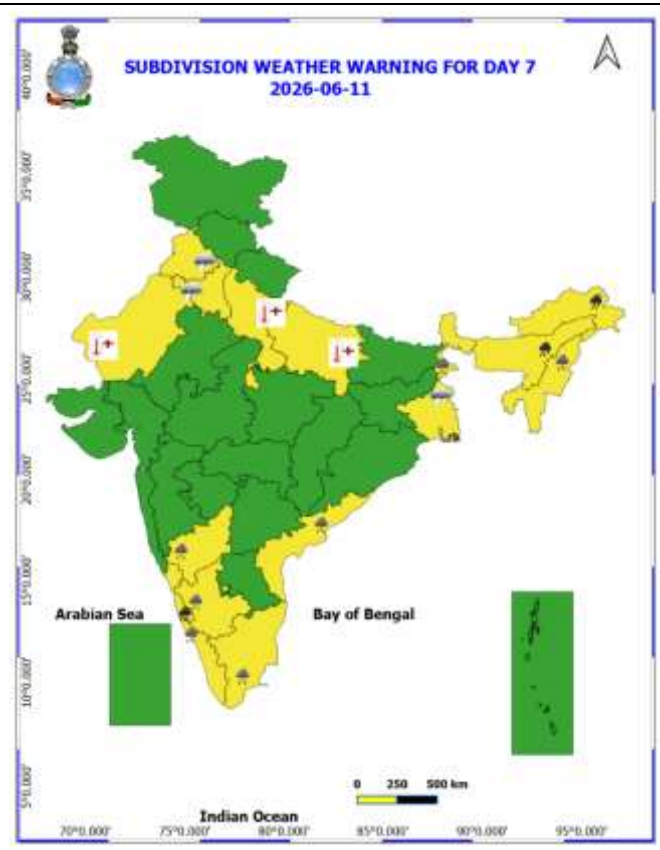 SUBDIVISION WEATHER WARNING FOR DAY 7
2026-06-11
40°0.000'
35°0.000'
30°0.000'
25°0.000'
20°0.000'
15°0.000'
10°0.000'
5°0.000'
Arabian Sea
Bay of Bengal
0 250 500 km
Indian Ocean
70°0.000' 75°0.000' 80°0.000' 85°0.000' 90°0.000' 95°0.000'